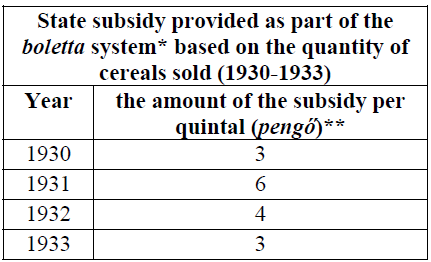 State subsidy provided as part of the
boletta system* based on the quantity of
cereals sold (1930-1933)
Year the amount of the subsidy per
quintal (pengő)**
1930 3
1931 6
1932 4
1933 3